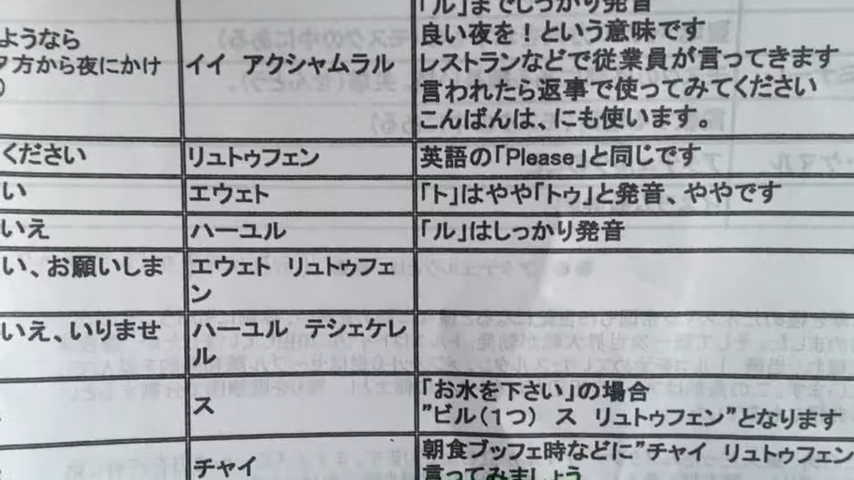 「ル」までしっかり発音
ようなら
夕方から夜にかけ
イイ アクシャムラル
良い夜を!という意味です
レストランなどで従業員が言ってきます
言われたら返事で使ってみてください
こんばんは、にも使います。
ください
リュトゥフェン
英語の「Please」と同じです
い
エウェト
「ト」はやや「トゥ」と発音、ややです
いえ
ハーユル
「ル」はしっかり発音
い、お願いしま
エウェト リュトゥフェ
ン
いえ、いりませ
ハーユル テシェケレ
ル
ス
「お水を下さい」の場合
”ビル(1つ) ス リュトゥフェン”となります
チャイ
朝食ブッフェ時などに”チャイ リュトゥフェン
言ってみましょう